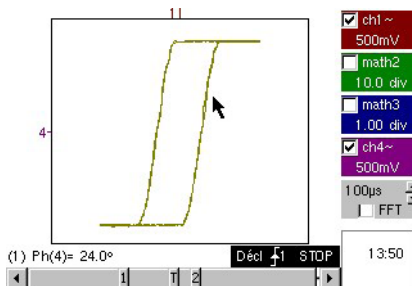 1
ch1~
500mV
math2
10.0 div
math3
1.00 div
4
ch4~
500mV
100µs
FFT
(1) Ph(4)= 24.0º
Décl 1 STOP
13:50
1 T 2